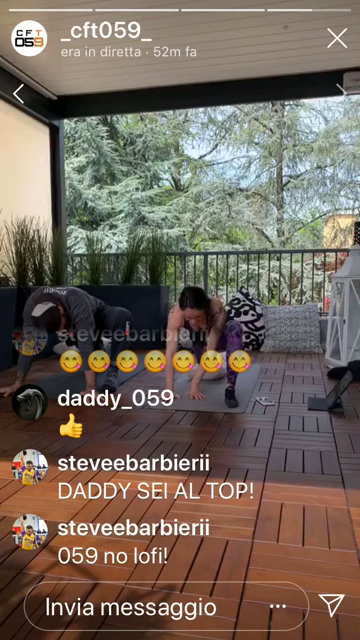 CFT
059
_cft059_
era in diretta · 52m fa
steveebarbierii
😋😋😋😋😋😋😋
daddy_059
👍
steveebarbierii
DADDY SEI AL TOP!
steveebarbierii
059 no lofi!
Invia messaggio